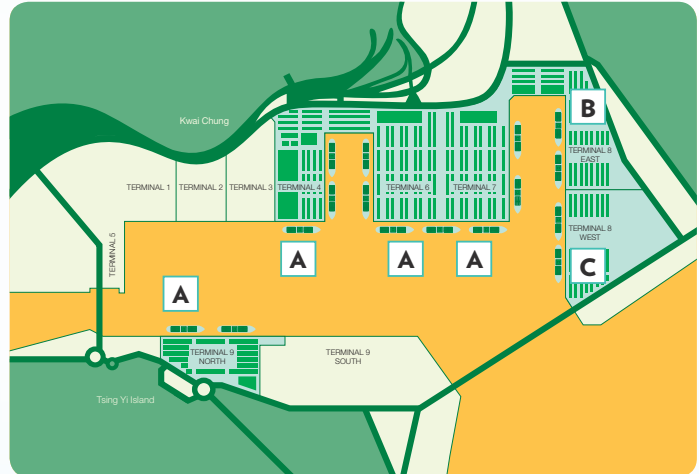 Kwai Chung
B
TERMINAL 8
EAST
TERMINAL 1
TERMINAL 2
TERMINAL 3
TERMINAL 4
TERMINAL 6
TERMINAL 7
TERMINAL 8
WEST
TERMINAL 5
A
A
A
C
A
TERMINAL 9
NORTH
TERMINAL 9
SOUTH
Tsing Yi Island